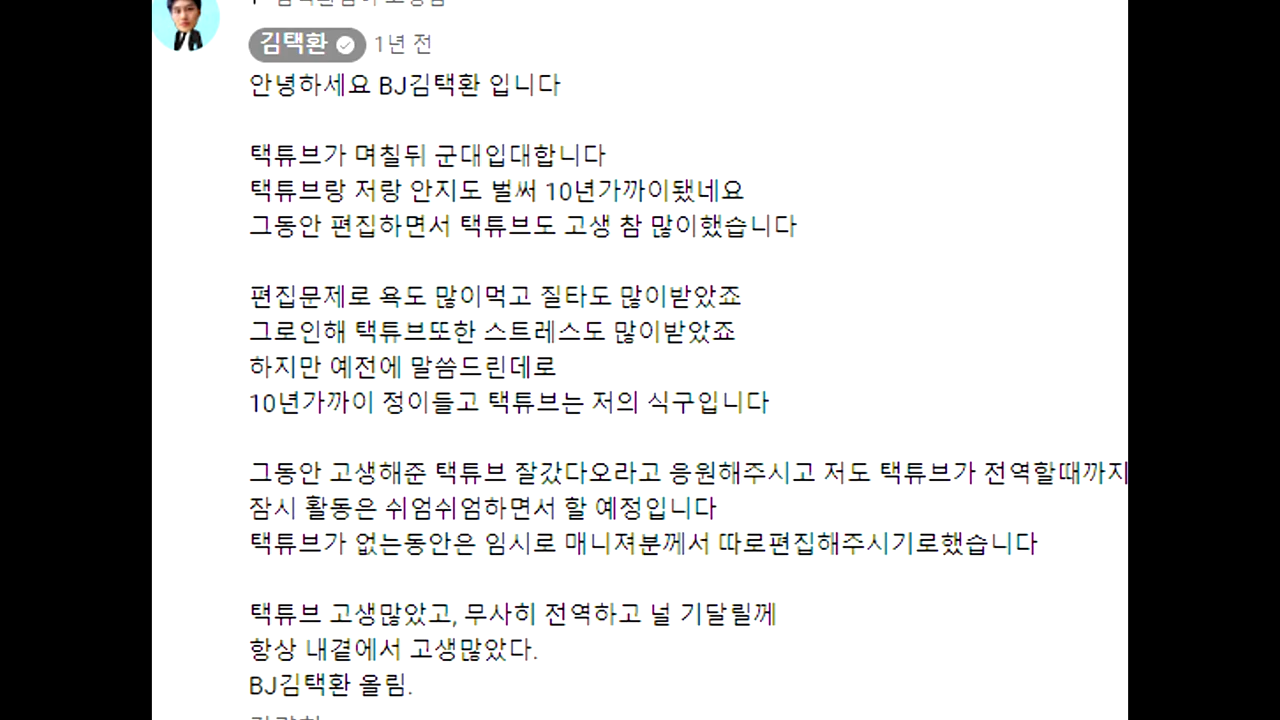 김택환 1년 전
안녕하세요 BJ김택환 입니다
택튜브가 며칠뒤 군대입대합니다
택튜브랑 저랑 안지도 벌써 10년가까이됐네요
그동안 편집하면서 택튜브도 고생 참 많이했습니다
편집문제로 욕도 많이먹고 질타도 많이받았죠
그로인해 택튜브또한 스트레스도 많이받았죠
하지만 예전에 말씀드린데로
10년가까이 정이들고 택튜브는 저의 식구입니다
그동안 고생해준 택튜브 잘갔다오라고 응원해주시고 저도 택튜브가 전역할때까지
잠시 활동은 쉬엄쉬엄하면서 할 예정입니다
택튜브가 없는동안은 임시로 매니져분께서 따로편집해주시기로했습니다
택튜브 고생많았고, 무사히 전역하고 널 기달릴께
항상 내곁에서 고생많았다.
BJ김택환 올림.